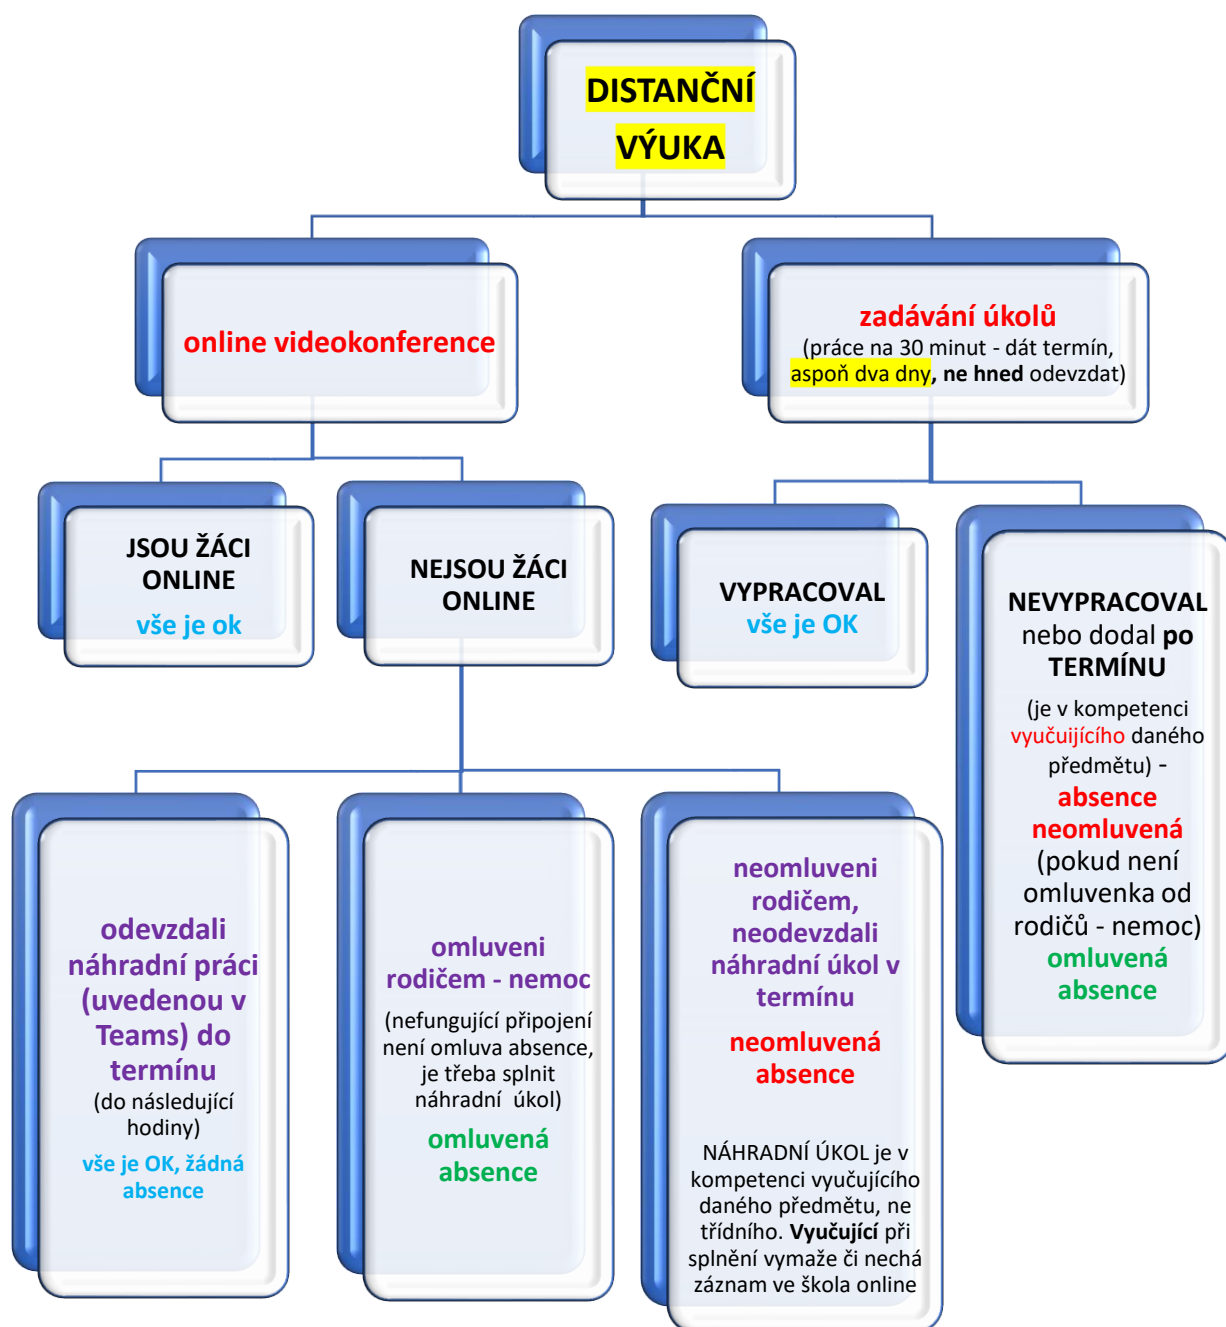 DISTANČNÍ
VÝUKA
online videokonference
zadávání úkolů
(práce na 30 minut - dát termín,
aspoň dva dny, ne hned odevzdat)
JSOU ŽÁCI
ONLINE
vše je ok
NEJSOU ŽÁCI
ONLINE
VYPRACOVAL
vše je OK
NEVYPRACOVAL
nebo dodal po
TERMÍNU
(je v kompetenci
vyučuijícího daného
předmětu) -
absence
neomluvená
(pokud není
omluvenka od
rodičů - nemoc)
omluvená
absence
odevzdali
náhradní práci
(uvedenou v
Teams) do
termínu
(do následující
hodiny)
vše je OK, žádná
absence
omluveni
rodičem - nemoc
(nefungující připojení
není omluva absence,
je třeba splnit
náhradní úkol)
omluvená
absence
neomluveni
rodičem,
neodevzdali
náhradní úkol v
termínu
neomluvená
absence
NÁHRADNÍ ÚKOL je v
kompetenci vyučujícího
daného předmětu, ne
třídního. Vyučující při
splnění vymaže či nechá
záznam ve škola online